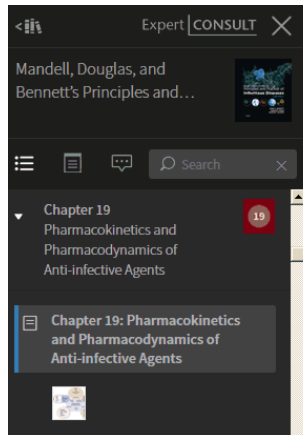 Expert CONSULT
Mandell, Douglas, and
Bennett's Principles and...
Search
Chapter 19
19
Pharmacokinetics and
Pharmacodynamics of
Anti-infective Agents
Chapter 19: Pharmacokinetics
and Pharmacodynamics of
Anti-infective Agents